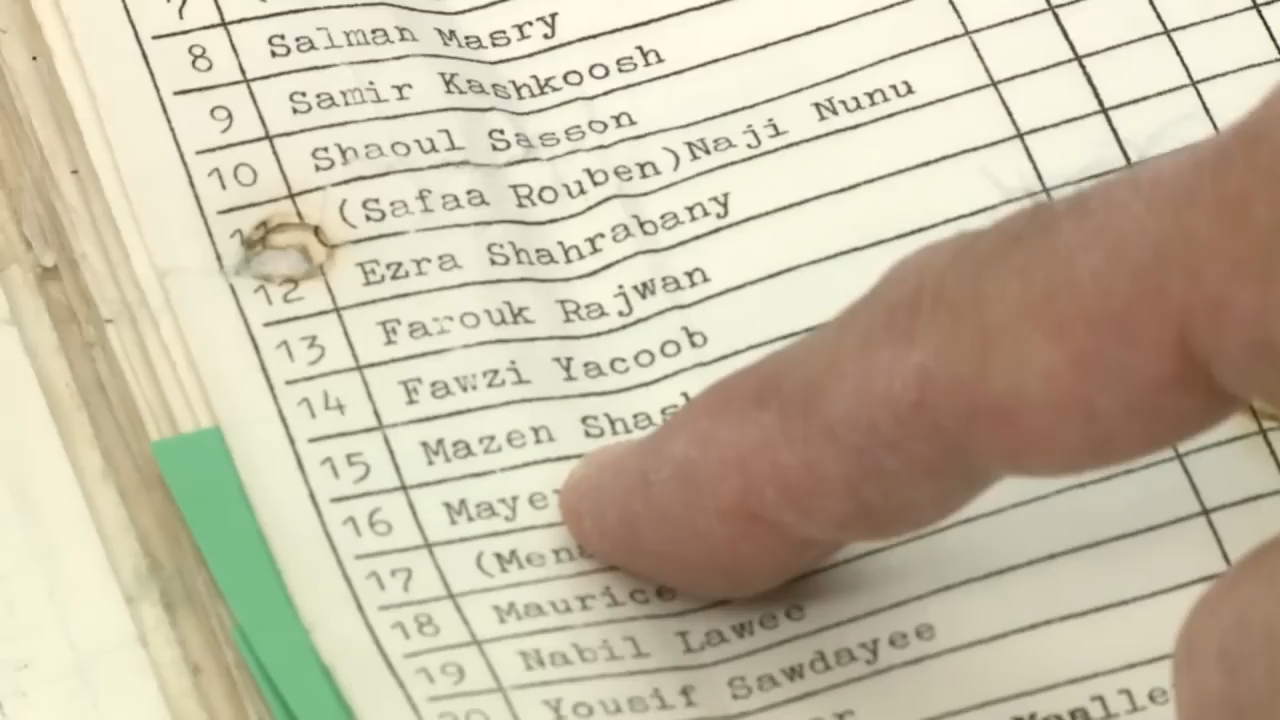 8 Salman Masry
9 Samir Kashkoosh
10 Shaoul Sasson
(Safaa Rouben)Naji Nunu
12 Ezra Shahrabany
13 Farouk Rajwan
14 Fawzi Yacoob
15 Mazen
16
17
18 Maurice
19 Nabil Lawee
20 Yousif Sawdayee